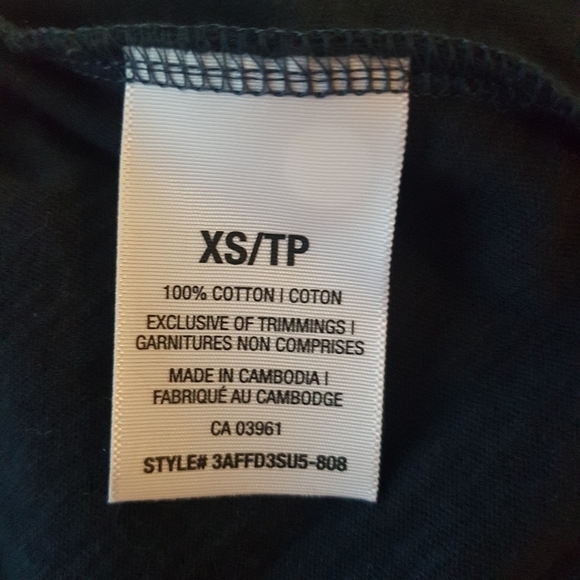 XS/TP
100% COTTON | COTON
EXCLUSIVE OF TRIMMINGS |
GARNITURES NON COMPRISES
MADE IN CAMBODIA |
FABRIQUÉ AU CAMBODGE
CA 03961
STYLE# 3AFFD3SU5-808